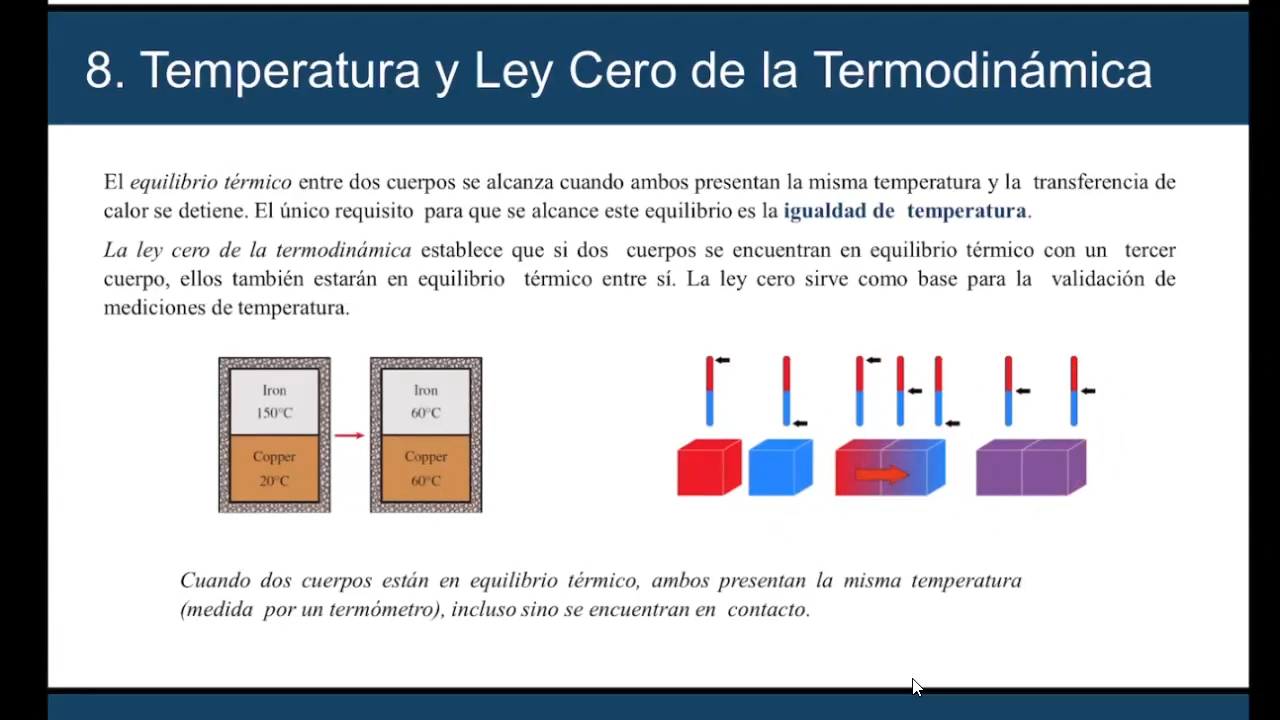 8. Temperatura y Ley Cero de la Termodinámica
El equilibrio térmico entre dos cuerpos se alcanza cuando ambos presentan la misma temperatura y la transferencia de
calor se detiene. El único requisito para que se alcance este equilibrio es la igualdad de temperatura.
La ley cero de la termodinámica establece que si dos cuerpos se encuentran en equilibrio térmico con un tercer
cuerpo, ellos también estarán en equilibrio térmico entre sí. La ley cero sirve como base para la validación de
mediciones de temperatura.
Iron
150°C
Copper
20°C
Iron
60°C
Copper
60°C
Cuando dos cuerpos están en equilibrio térmico, ambos presentan la misma temperatura
(medida por un termómetro), incluso sino se encuentran en contacto.